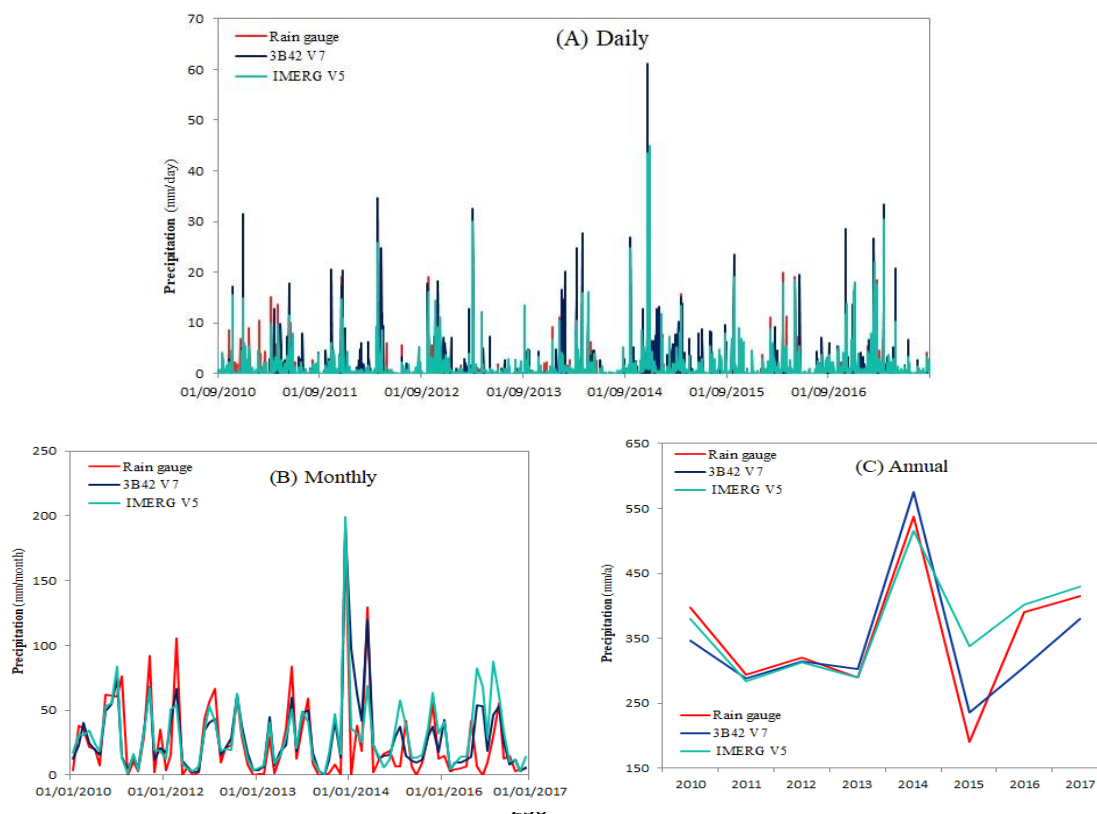 (A) Daily
Rain gauge
3B42 V7
IMERG V5
Precipitation (mm/day)
70
60
50
40
30
20
10
0
01/09/2010 01/09/2011 01/09/2012 01/09/2013 01/09/2014 01/09/2015 01/09/2016
(B) Monthly
Rain gauge
3B42 V7
IMERG V5
Precipitation (mm/month)
250
200
150
100
50
0
01/01/2010 01/01/2012 01/01/2013 01/01/2014 01/01/2016 01/01/2017
(C) Annual
Rain gauge
3B42 V7
IMERG V5
Precipitation (mm/a)
650
550
450
350
250
150
Rain gauge
3B42 V7
IMERG V5
2010 2011 2012 2013 2014 2015 2016 2017